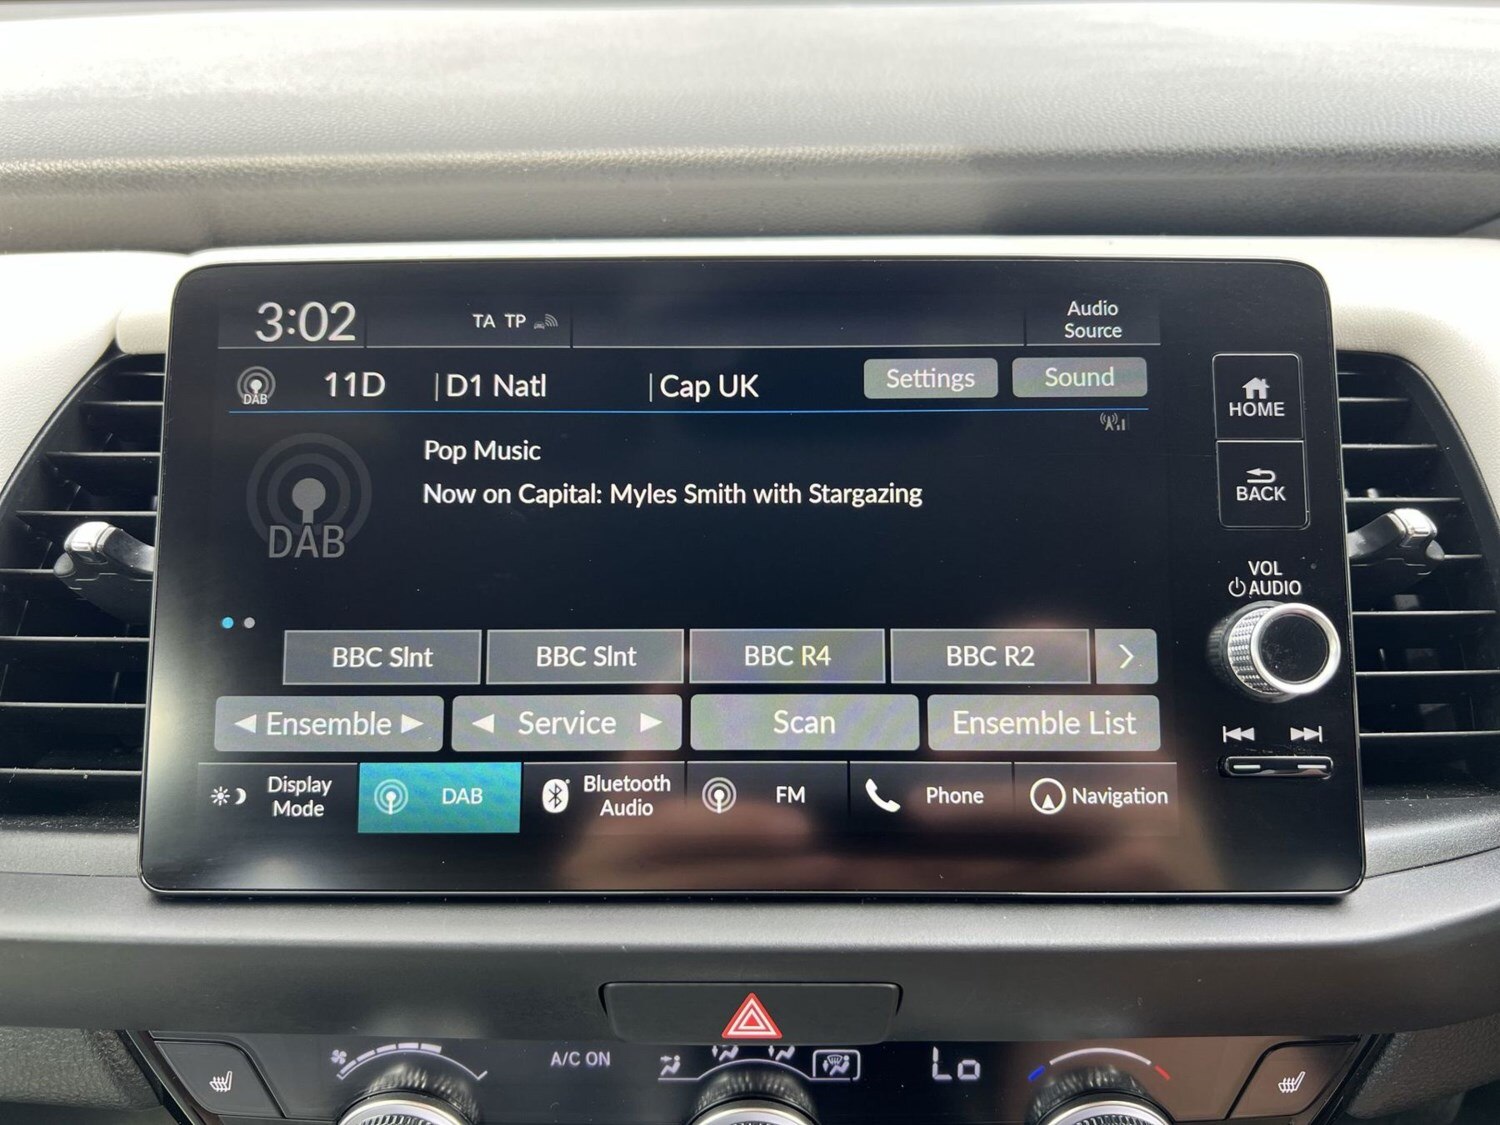 3:02
TA TP
Audio
Source
DAB
11D
D1 Natl
Cap UK
Settings
Sound
Pop Music
Now on Capital: Myles Smith with Stargazing
DAB
BBC Slnt
BBC Slnt
BBC R4
BBC R2
Ensemble
Service
Scan
Ensemble List
Display
Mode
DAB
Bluetooth
Audio
FM
Phone
Navigation
HOME
BACK
VOL
AUDIO
A/C ON
Lo